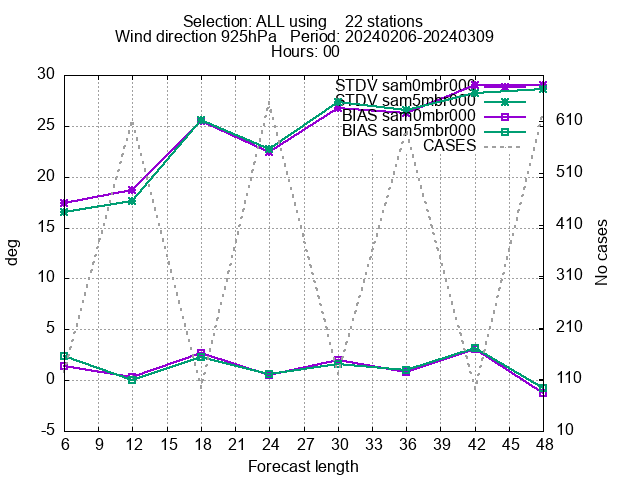 Selection: ALL using 22 stations
Wind direction 925hPa Period: 20240206-20240309
Hours: 00
STDV sam0mbr000
STDV sam5mbr000
BIAS sam0mbr000
BIAS sam5mbr000
CASES
30
25
20
15
10
5
0
-5
deg
610
510
410
310
210
110
10
No cases
6 9 12 15 18 21 24 27 30 33 36 39 42 45 48
Forecast length